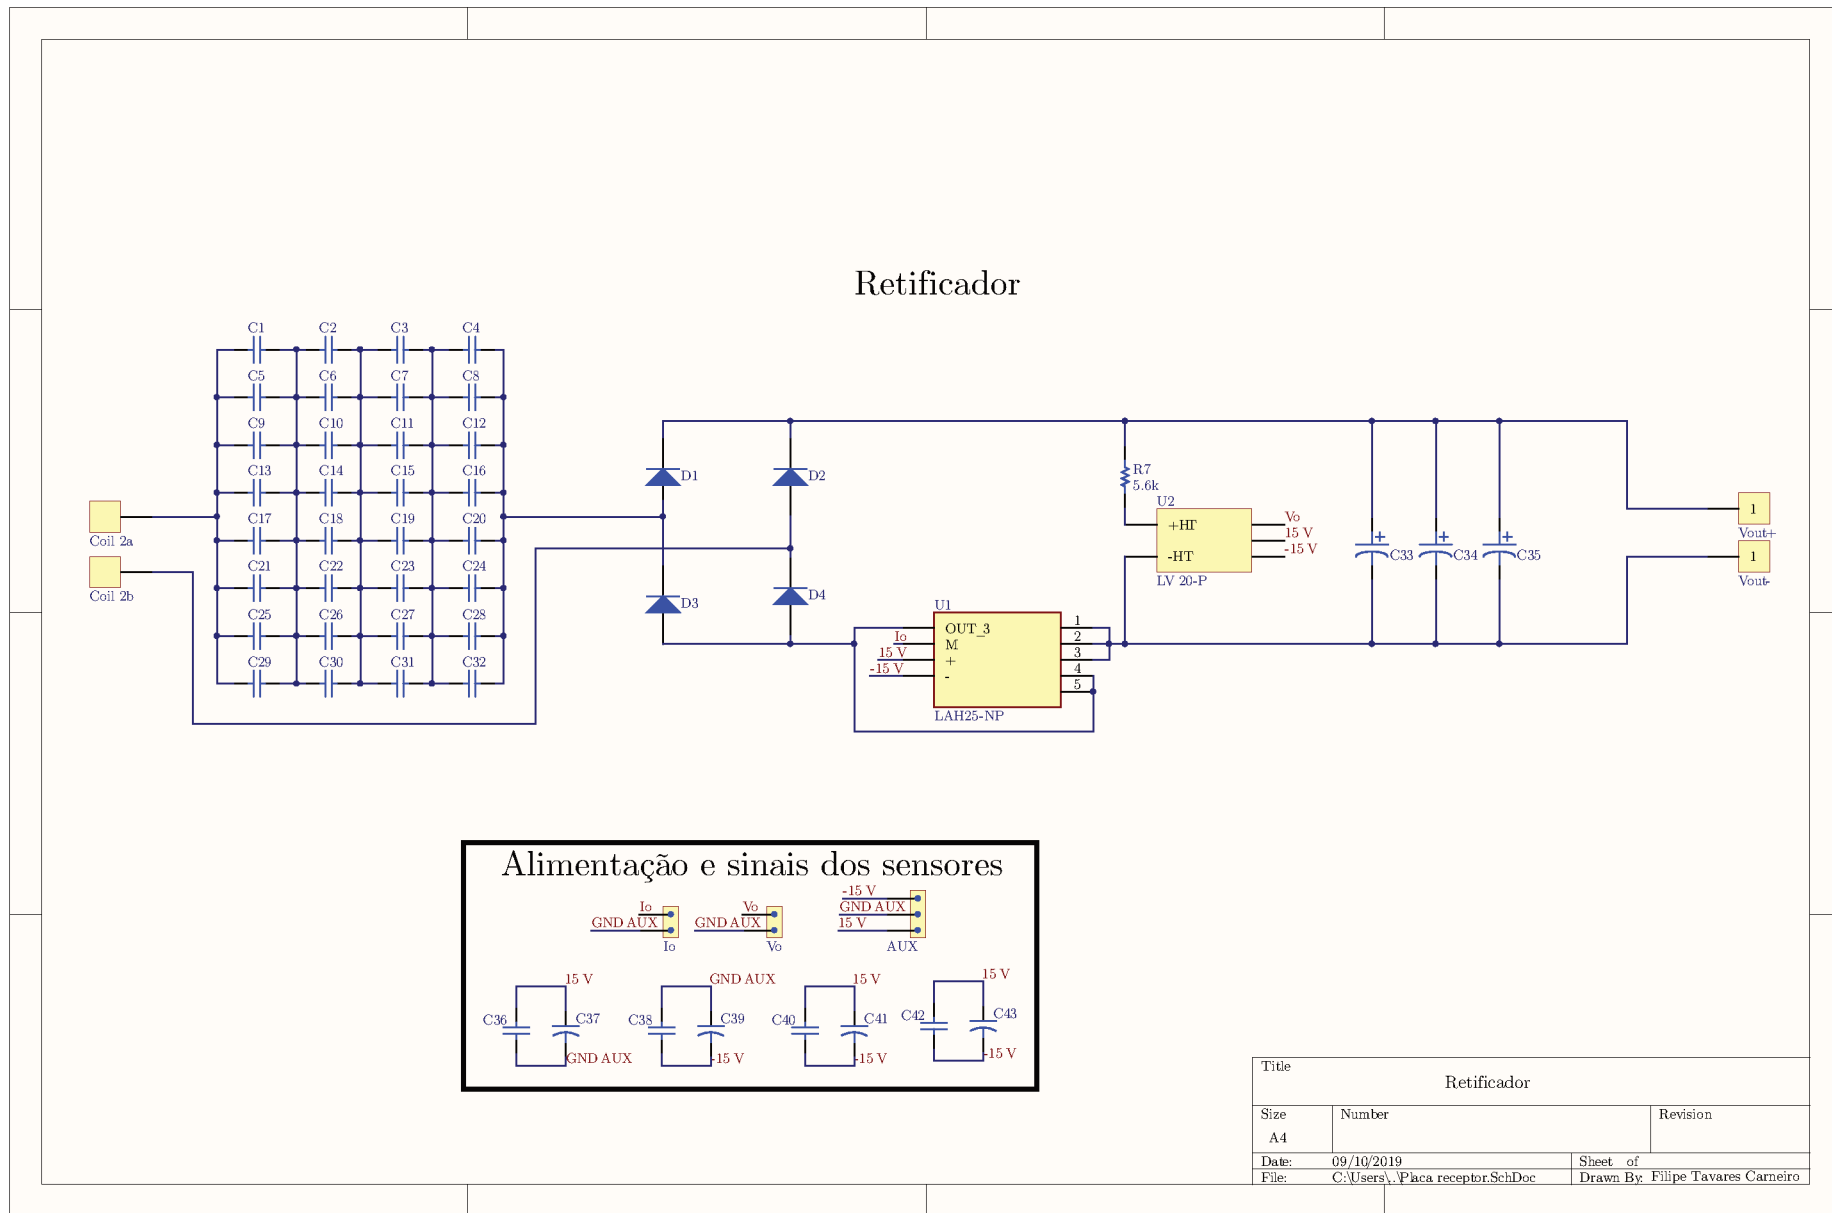 Retificador
C1 C2 C3 C4
C5 C6 C7 C8
C9 C10 C11 C12
C13 C14 C15 C16
C17 C18 C19 C20
C21 C22 C23 C24
C25 C26 C27 C28
C29 C30 C31 C32
Coil 2a
Coil 2b
D1 D2
D3 D4
R7
5.6k
U2
+HT
-HT
LV 20-P
Vo
15 V
-15 V
U1
OUT_3
M
+
-
LAH25-NP
Io
15 V
-15 V
1
2
3
4
5
+ + +
C33 C34 C35
1
Vout+
1
Vout-
Alimentação e sinais dos sensores
Io
GND AUX
Io
Vo
GND AUX
Vo
-15 V
GND AUX
15 V
AUX
15 V
C36 C37
GND AUX
GND AUX
C38 C39
-15 V
15 V
C40 C41
-15 V
15 V
C42 C43
-15 V
Title
Retificador
Size Number Revision
A4
Date: 09/10/2019 Sheet of
File: C:\Users\..\Placa receptor.SchDoc Drawn By: Filipe Tavares Carneiro